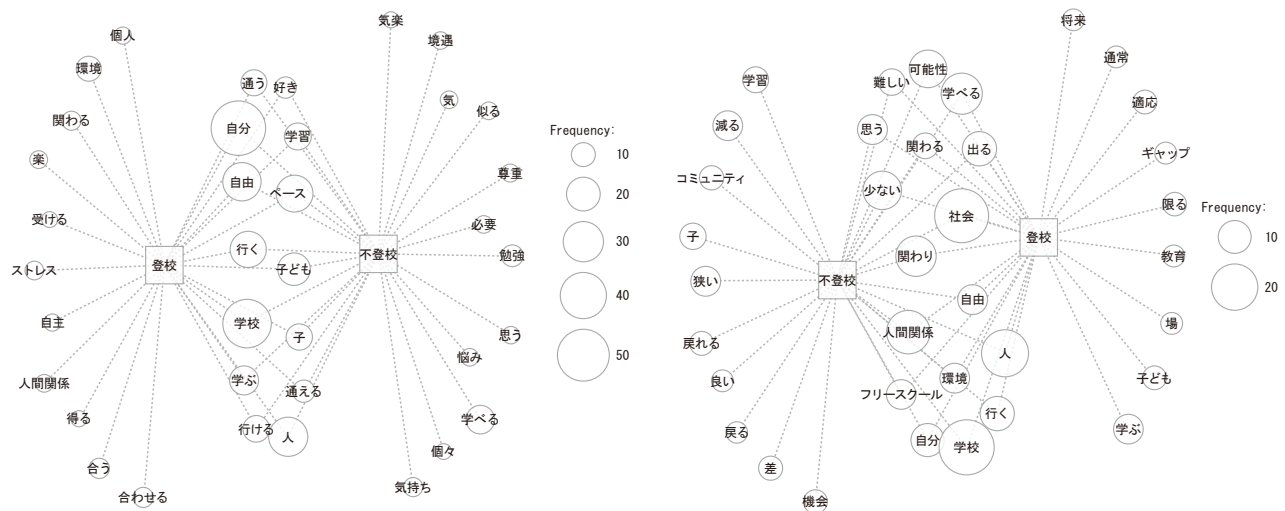 個人
環境
関わる
楽
受ける
ストレス
自主
人間関係
得る
合う
合わせる
登校
通う
好き
自分
学習
自由
ペース
行く
子ども
学校
子
学ぶ
通える
行ける
人
不登校
気楽
境遇
気
似る
尊重
必要
勉強
思う
悩み
学べる
個々
気持ち
Frequency:
10
20
30
40
50
学習
減る
コミュニティ
子
狭い
戻れる
良い
戻る
差
機会
不登校
難しい
可能性
学べる
思う
関わる
出る
少ない
社会
関わり
自由
人間関係
人
環境
フリースクール
行く
自分
学校
登校
将来
通常
適応
ギャップ
限る
教育
場
子ども
学ぶ
Frequency:
10
20